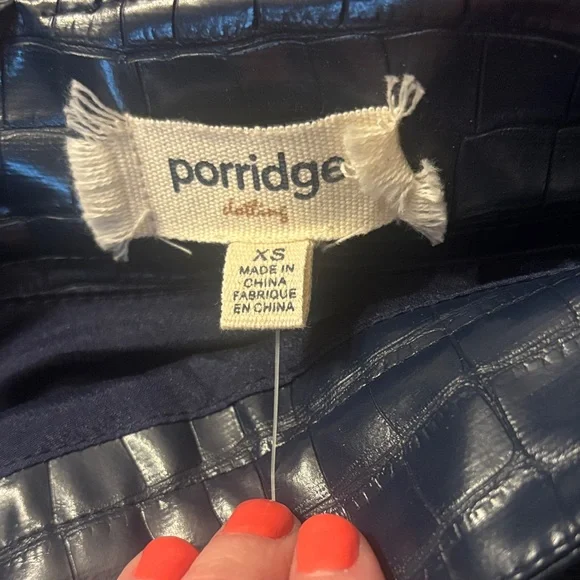 porridge
clothing
XS
MADE IN
CHINA
FABRIQUE
EN CHINA